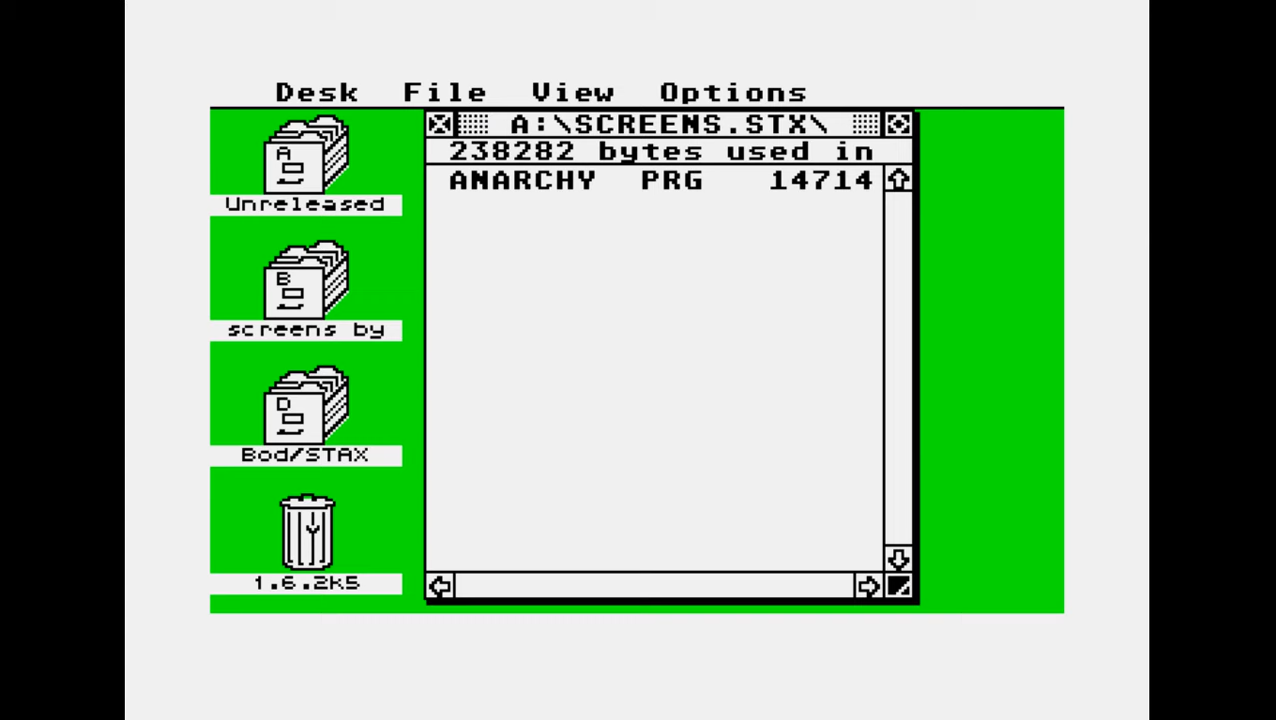 Desk File View Options
A:\SCREENS.STX\
238282 bytes used in
ANARCHY PRG 14714
A
Unreleased
B
screens by
D
Bod/STAX
1.6.2k5